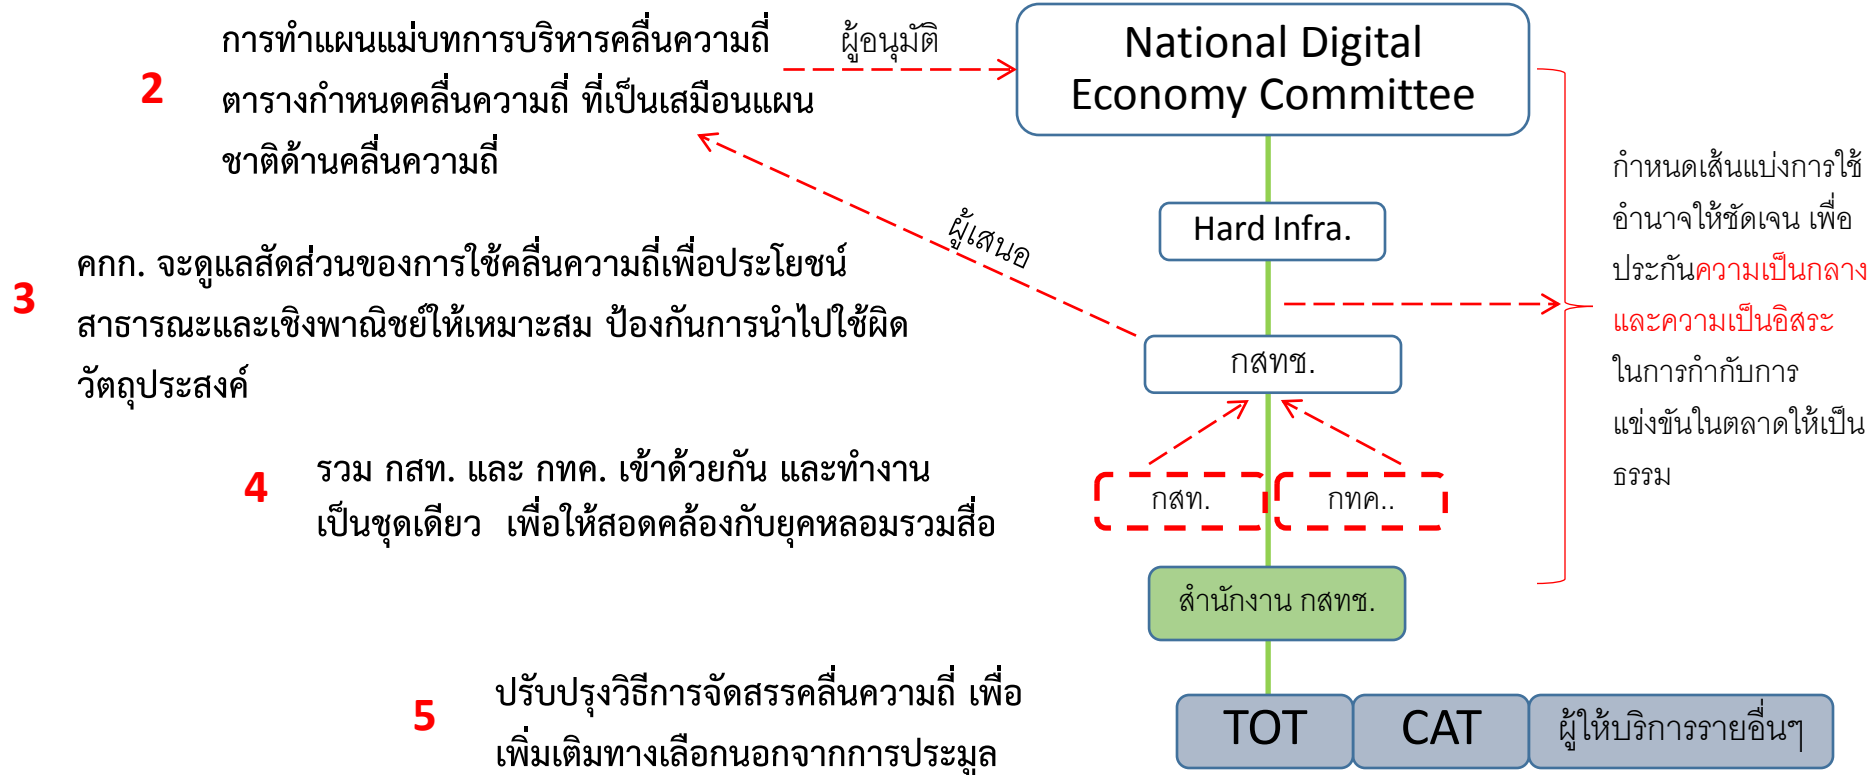 2
การทำแผนแม่บทการบริหารคลื่นความถี่
ตารางกำหนดคลื่นความถี่ ที่เป็นเสมือนแผน
ชาติด้านคลื่นความถี่
ผู้อนุมัติ
National Digital
Economy Committee
Hard Infra.
ผู้เสนอ
3
คกก. จะดูแลสัดส่วนของการใช้คลื่นความถี่เพื่อประโยชน์
สาธารณะและเชิงพาณิชย์ให้เหมาะสม ป้องกันการนำไปใช้ผิด
วัตถุประสงค์
กสทช.
กำหนดเส้นแบ่งการใช้
อำนาจให้ชัดเจน เพื่อ
ประกันความเป็นกลาง
และความเป็นอิสระ
ในการกำกับการ
แข่งขันในตลาดให้เป็น
ธรรม
4
รวม กสท. และ กทค. เข้าด้วยกัน และทำงาน
เป็นชุดเดียว เพื่อให้สอดคล้องกับยุคหลอมรวมสื่อ
กสท.
กทค..
สำนักงาน กสทช.
5
ปรับปรุงวิธีการจัดสรรคลื่นความถี่ เพื่อ
เพิ่มเติมทางเลือกนอกจากการประมูล
TOT
CAT
ผู้ให้บริการรายอื่นๆ